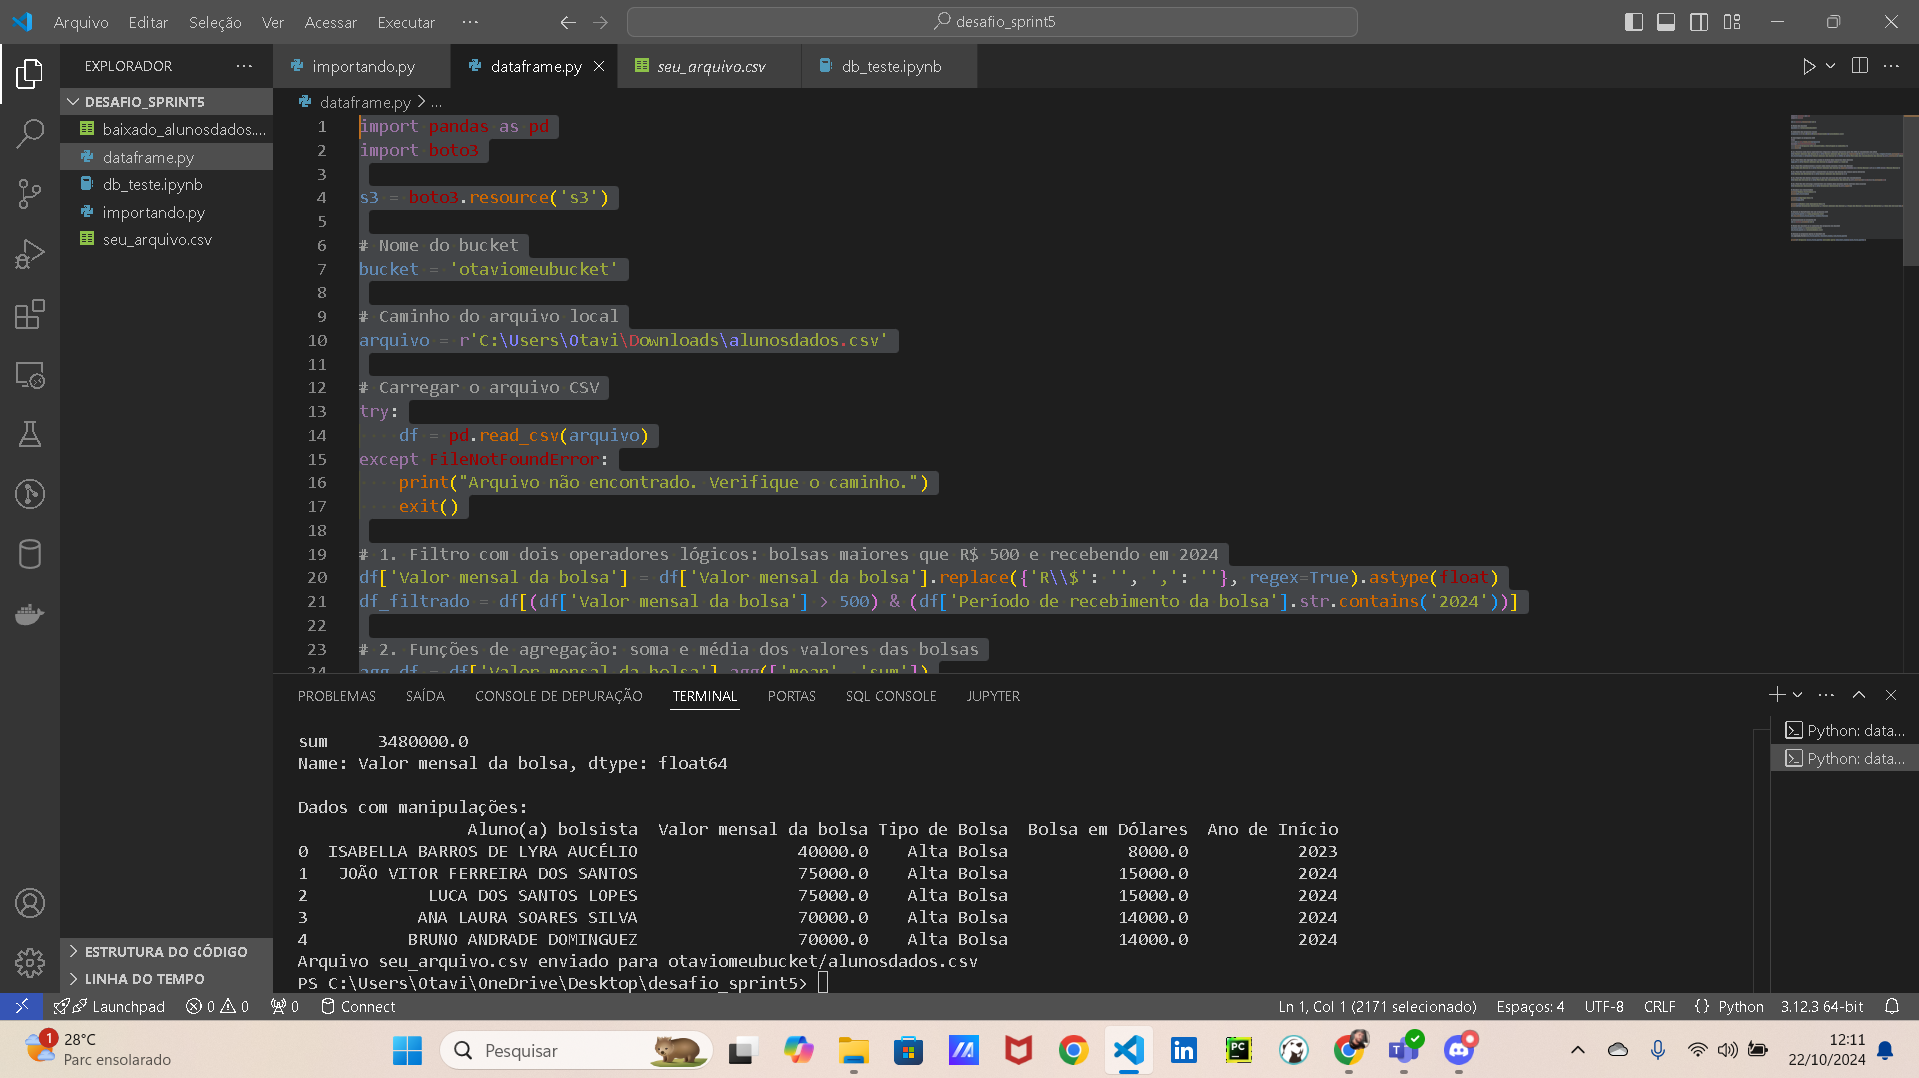 Arquivo Editar Seleção Ver Acessar Executar ··· desafio_sprint5
EXPLORADOR ···
DESAFIO_SPRINT5
baixado_alunosdados....
dataframe.py
db_teste.ipynb
importando.py
seu_arquivo.csv
ESTRUTURA DO CÓDIGO
LINHA DO TEMPO
importando.py dataframe.py seu_arquivo.csv db_teste.ipynb
dataframe.py > ...
1 import pandas as pd
2 import boto3
3
4 s3 = boto3.resource('s3')
5
6 # Nome do bucket
7 bucket = 'otaviomeubucket'
8
9 # Caminho do arquivo local
10 arquivo = r'C:\Users\Otavi\Downloads\alunosdados.csv'
11
12 # Carregar o arquivo CSV
13 try:
14 df = pd.read_csv(arquivo)
15 except FileNotFoundError:
16 print("Arquivo não encontrado. Verifique o caminho.")
17 exit()
18
19 # 1. Filtro com dois operadores lógicos: bolsas maiores que R$ 500 e recebendo em 2024
20 df['Valor mensal da bolsa'] = df['Valor mensal da bolsa'].replace({'R\\$': '', ',': ''}, regex=True).astype(float)
21 df_filtrado = df[(df['Valor mensal da bolsa'] > 500) & (df['Período de recebimento da bolsa'].str.contains('2024'))]
22
23 # 2. Funções de agregação: soma e média dos valores das bolsas
24 agg_df = df['Valor mensal da bolsa'].agg(['mean', 'sum'])
PROBLEMAS SAÍDA CONSOLE DE DEPURAÇÃO TERMINAL PORTAS SQL CONSOLE JUPYTER
sum 3480000.0
Name: Valor mensal da bolsa, dtype: float64
Dados com manipulações:
Aluno(a) bolsista Valor mensal da bolsa Tipo de Bolsa Bolsa em Dólares Ano de Início
0 ISABELLA BARROS DE LYRA AUCÉLIO 40000.0 Alta Bolsa 8000.0 2023
1 JOÃO VITOR FERREIRA DOS SANTOS 75000.0 Alta Bolsa 15000.0 2024
2 LUCA DOS SANTOS LOPES 75000.0 Alta Bolsa 15000.0 2024
3 ANA LAURA SOARES SILVA 70000.0 Alta Bolsa 14000.0 2024
4 BRUNO ANDRADE DOMINGUEZ 70000.0 Alta Bolsa 14000.0 2024
Arquivo seu_arquivo.csv enviado para otaviomeubucket/alunosdados.csv
PS C:\Users\Otavi\OneDrive\Desktop\desafio_sprint5>
Python: data...
Python: data...
Launchpad 0 0 0 Connect Ln 1, Col 1 (2171 selecionado) Espaços: 4 UTF-8 CRLF {} Python 3.12.3 64-bit
1 28°C
Parc ensolarado
Pesquisar
PC
12:11
22/10/2024